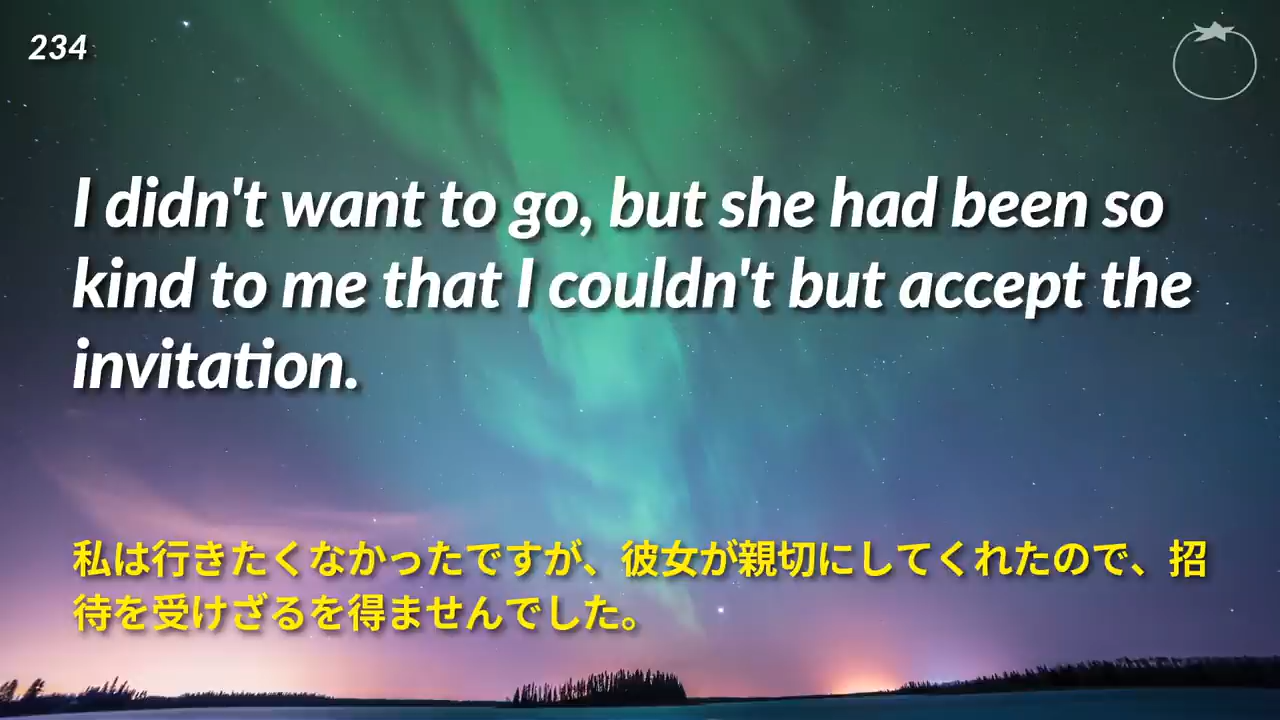 234
I didn't want to go, but she had been so
kind to me that I couldn't but accept the
invitation.
私は行きたくなかったですが、彼女が親切にしてくれたので、招
待を受けざるを得ませんでした。